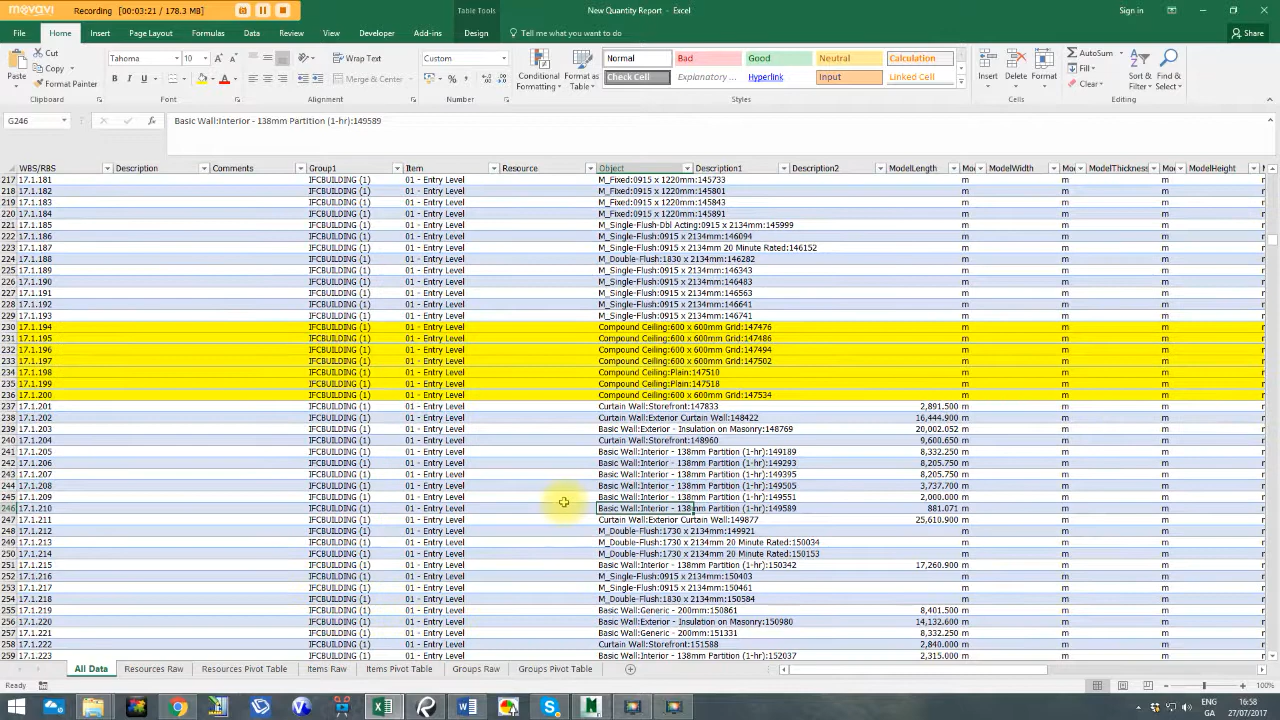 movavi Recording (00:03:21 / 178.3 MB) Table Tools New Quantity Report - Excel Sign in
File Home Insert Page Layout Formulas Data Review View Developer Add-ins Design Tell me what you want to do Share
Paste Cut Copy Format Painter Clipboard
Tahoma 10 B I U Font
Wrap Text Merge & Center Alignment
Custom % Number
Conditional Formatting Format as Table
Normal Bad Good Neutral Calculation
Check Cell Explanatory ... Hyperlink Input Linked Cell
Styles
Insert Delete Format Cells
AutoSum Fill Clear Sort & Filter Find & Select Editing
G246 fx Basic Wall:Interior - 138mm Partition (1-hr):149589
WBS/RBS Description Comments Group1 Item Resource Object Description1 Description2 ModelLength Mo ModelWidth Mo ModelThickness Mo ModelHeight
217 17.1.181 IFCBUILDING (1) 01 - Entry Level M_Fixed:0915 x 1220mm:145733 m m m
218 17.1.182 IFCBUILDING (1) 01 - Entry Level M_Fixed:0915 x 1220mm:145801 m m m
219 17.1.183 IFCBUILDING (1) 01 - Entry Level M_Fixed:0915 x 1220mm:145843 m m m
220 17.1.184 IFCBUILDING (1) 01 - Entry Level M_Fixed:0915 x 1220mm:145891 m m m
221 17.1.185 IFCBUILDING (1) 01 - Entry Level M_Single-Flush-Dbl Acting:0915 x 2134mm:145999 m m m
222 17.1.186 IFCBUILDING (1) 01 - Entry Level M_Single-Flush:0915 x 2134mm:146094 m m m
223 17.1.187 IFCBUILDING (1) 01 - Entry Level M_Single-Flush:0915 x 2134mm 20 Minute Rated:146152 m m m
224 17.1.188 IFCBUILDING (1) 01 - Entry Level M_Double-Flush:1830 x 2134mm:146282 m m m
225 17.1.189 IFCBUILDING (1) 01 - Entry Level M_Single-Flush:0915 x 2134mm:146343 m m m
226 17.1.190 IFCBUILDING (1) 01 - Entry Level M_Single-Flush:0915 x 2134mm:146483 m m m
227 17.1.191 IFCBUILDING (1) 01 - Entry Level M_Single-Flush:0915 x 2134mm:146563 m m m
228 17.1.192 IFCBUILDING (1) 01 - Entry Level M_Single-Flush:0915 x 2134mm:146641 m m m
229 17.1.193 IFCBUILDING (1) 01 - Entry Level M_Single-Flush:0915 x 2134mm:146741 m m m
230 17.1.194 IFCBUILDING (1) 01 - Entry Level Compound Ceiling:600 x 600mm Grid:147476 m m m
231 17.1.195 IFCBUILDING (1) 01 - Entry Level Compound Ceiling:600 x 600mm Grid:147486 m m m
232 17.1.196 IFCBUILDING (1) 01 - Entry Level Compound Ceiling:600 x 600mm Grid:147494 m m m
233 17.1.197 IFCBUILDING (1) 01 - Entry Level Compound Ceiling:600 x 600mm Grid:147502 m m m
234 17.1.198 IFCBUILDING (1) 01 - Entry Level Compound Ceiling:Plain:147510 m m m
235 17.1.199 IFCBUILDING (1) 01 - Entry Level Compound Ceiling:Plain:147518 m m m
236 17.1.200 IFCBUILDING (1) 01 - Entry Level Compound Ceiling:600 x 600mm Grid:147534 m m m
237 17.1.201 IFCBUILDING (1) 01 - Entry Level Curtain Wall:Storefront:147833 2,891.500 m m m
238 17.1.202 IFCBUILDING (1) 01 - Entry Level Curtain Wall:Exterior Curtain Wall:148422 16,444.900 m m m
239 17.1.203 IFCBUILDING (1) 01 - Entry Level Basic Wall:Exterior - Insulation on Masonry:148769 20,002.052 m m m
240 17.1.204 IFCBUILDING (1) 01 - Entry Level Curtain Wall:Storefront:148960 9,600.650 m m m
241 17.1.205 IFCBUILDING (1) 01 - Entry Level Basic Wall:Interior - 138mm Partition (1-hr):149189 8,332.250 m m m
242 17.1.206 IFCBUILDING (1) 01 - Entry Level Basic Wall:Interior - 138mm Partition (1-hr):149293 8,205.750 m m m
243 17.1.207 IFCBUILDING (1) 01 - Entry Level Basic Wall:Interior - 138mm Partition (1-hr):149395 8,205.750 m m m
244 17.1.208 IFCBUILDING (1) 01 - Entry Level Basic Wall:Interior - 138mm Partition (1-hr):149505 3,737.700 m m m
245 17.1.209 IFCBUILDING (1) 01 - Entry Level Basic Wall:Interior - 138mm Partition (1-hr):149551 2,000.000 m m m
246 17.1.210 IFCBUILDING (1) 01 - Entry Level Basic Wall:Interior - 138mm Partition (1-hr):149589 881.071 m m m
247 17.1.211 IFCBUILDING (1) 01 - Entry Level Curtain Wall:Exterior Curtain Wall:149877 25,610.900 m m m
248 17.1.212 IFCBUILDING (1) 01 - Entry Level M_Double-Flush:1730 x 2134mm:149921 m m m
249 17.1.213 IFCBUILDING (1) 01 - Entry Level M_Double-Flush:1730 x 2134mm 20 Minute Rated:150034 m m m
250 17.1.214 IFCBUILDING (1) 01 - Entry Level M_Double-Flush:1730 x 2134mm 20 Minute Rated:150153 m m m
251 17.1.215 IFCBUILDING (1) 01 - Entry Level Basic Wall:Interior - 138mm Partition (1-hr):150342 17,260.900 m m m
252 17.1.216 IFCBUILDING (1) 01 - Entry Level M_Single-Flush:0915 x 2134mm:150403 m m m
253 17.1.217 IFCBUILDING (1) 01 - Entry Level M_Single-Flush:0915 x 2134mm:150461 m m m
254 17.1.218 IFCBUILDING (1) 01 - Entry Level M_Double-Flush:1830 x 2134mm:150584 m m m
255 17.1.219 IFCBUILDING (1) 01 - Entry Level Basic Wall:Generic - 200mm:150861 8,401.500 m m m
256 17.1.220 IFCBUILDING (1) 01 - Entry Level Basic Wall:Exterior - Insulation on Masonry:150980 14,132.600 m m m
257 17.1.221 IFCBUILDING (1) 01 - Entry Level Basic Wall:Generic - 200mm:151331 8,332.250 m m m
258 17.1.222 IFCBUILDING (1) 01 - Entry Level Curtain Wall:Storefront:151588 2,840.000 m m m
259 17.1.223 IFCBUILDING (1) 01 - Entry Level Basic Wall:Interior - 138mm Partition (1-hr):152037 2,315.000 m m m
All Data Resources Raw Resources Pivot Table Items Raw Items Pivot Table Groups Raw Groups Pivot Table
Ready 100%
ENG 16:58
GA 27/07/2017